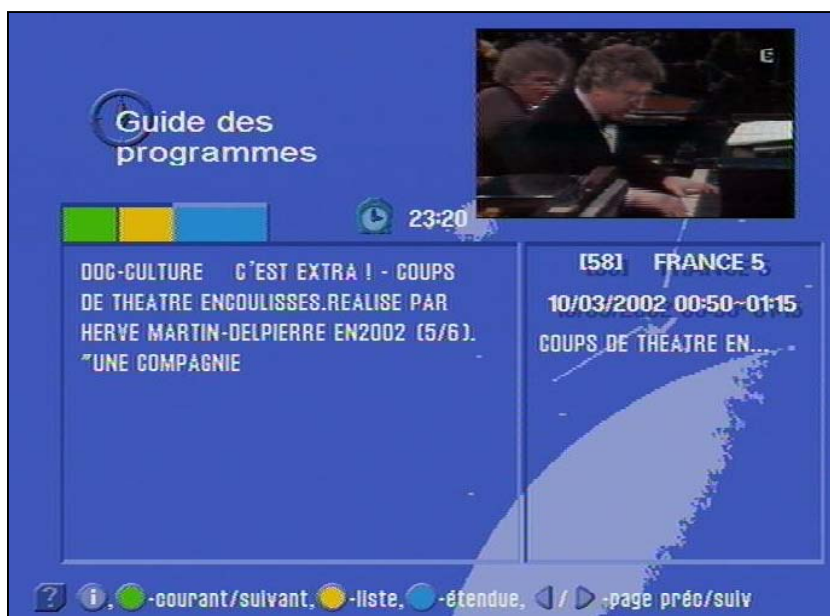 Guide des
programmes
5
23:20
DOC-CULTURE C'EST EXTRA ! - COUPS
DE THEATRE ENCOULISSES.REALISE PAR
HERVE MARTIN-DELPIERRE EN2002 (5/6).
"UNE COMPAGNIE
[58] FRANCE 5
10/03/2002 00:50~01:15
COUPS DE THEATRE EN...
? i, -courant/suivant, -liste, -étendue, / -page préc/suiv